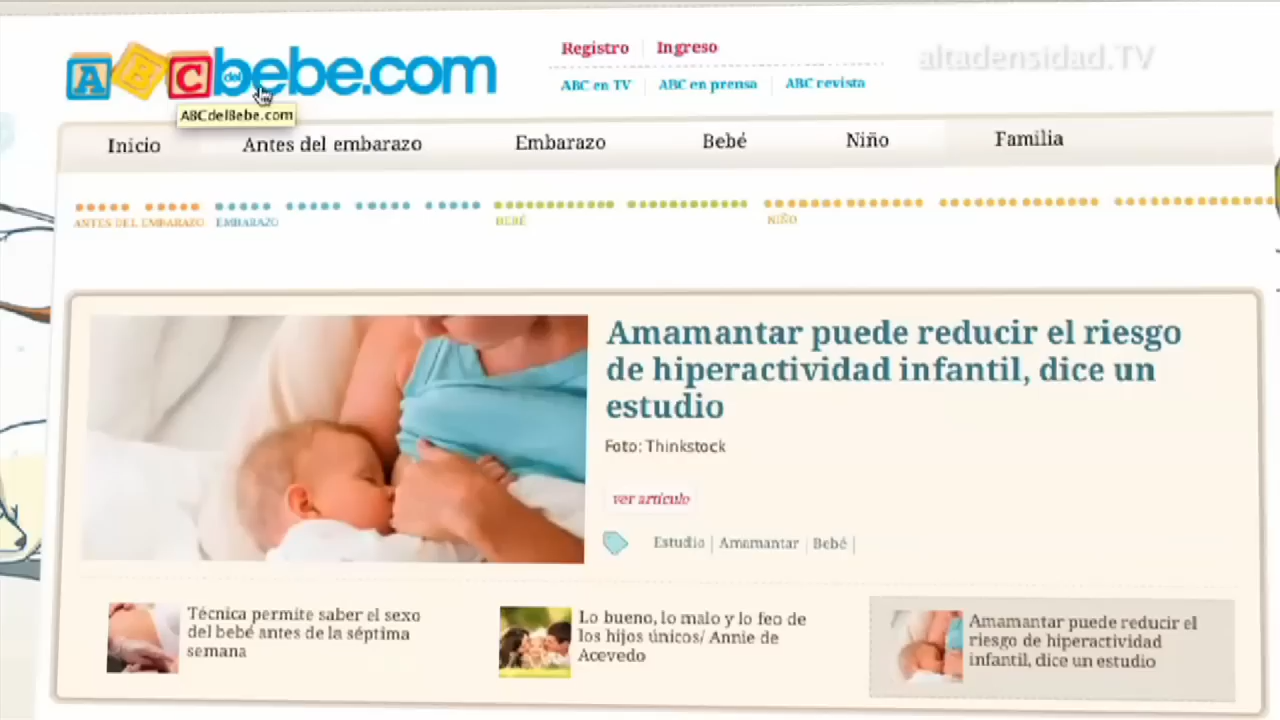 ABC del bebe.com
Registro Ingreso
altadensidad.TV
ABC en TV ABC en prensa ABC revista
ABCdelBebe.com
Inicio Antes del embarazo Embarazo Bebé Niño Familia
ANTES DEL EMBARAZO EMBARAZO BEBÉ NIÑO
Amamantar puede reducir el riesgo
de hiperactividad infantil, dice un
estudio
Foto: Thinkstock
ver artículo
Estudio | Amamantar | Bebé |
Técnica permite saber el sexo
del bebé antes de la séptima
semana
Lo bueno, lo malo y lo feo de
los hijos únicos/ Annie de
Acevedo
Amamantar puede reducir el
riesgo de hiperactividad
infantil, dice un estudio